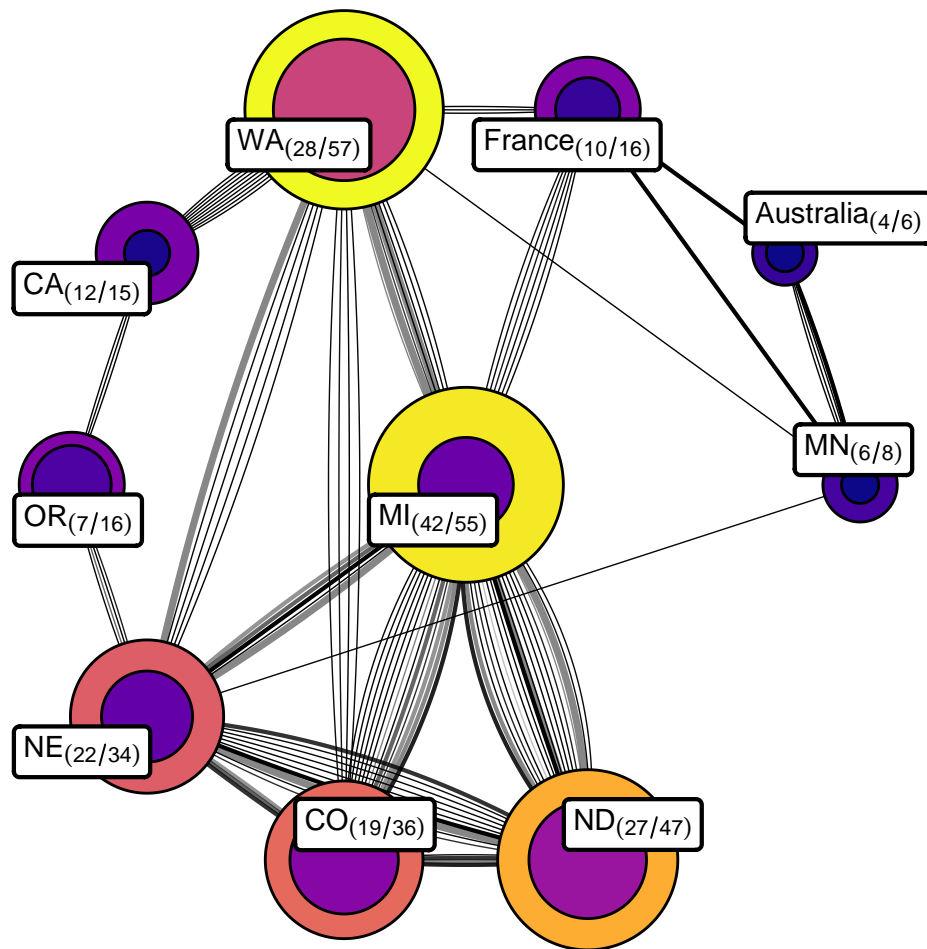 WA(28/57)
France(10/16)
Australia(4/6)
CA(12/15)
MN(6/8)
OR(7/16)
MI(42/55)
NE(22/34)
CO(19/36)
ND(27/47)